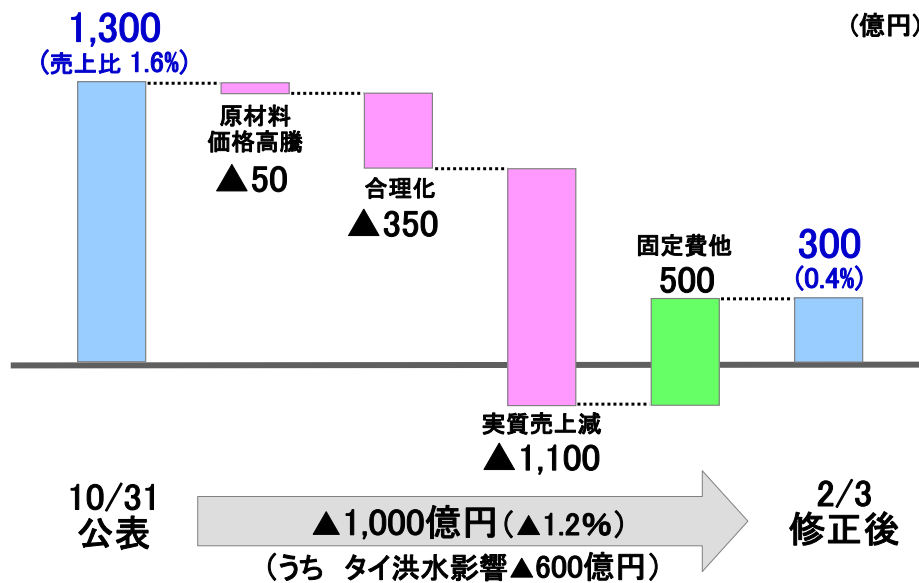 (億円)
1,300
(売上比 1.6%)
原材料
価格高騰
▲50
合理化
▲350
固定費他
500
300
(0.4%)
実質売上減
▲1,100
10/31
公表
▲1,000億円(▲1.2%)
(うち タイ洪水影響▲600億円)
2/3
修正後